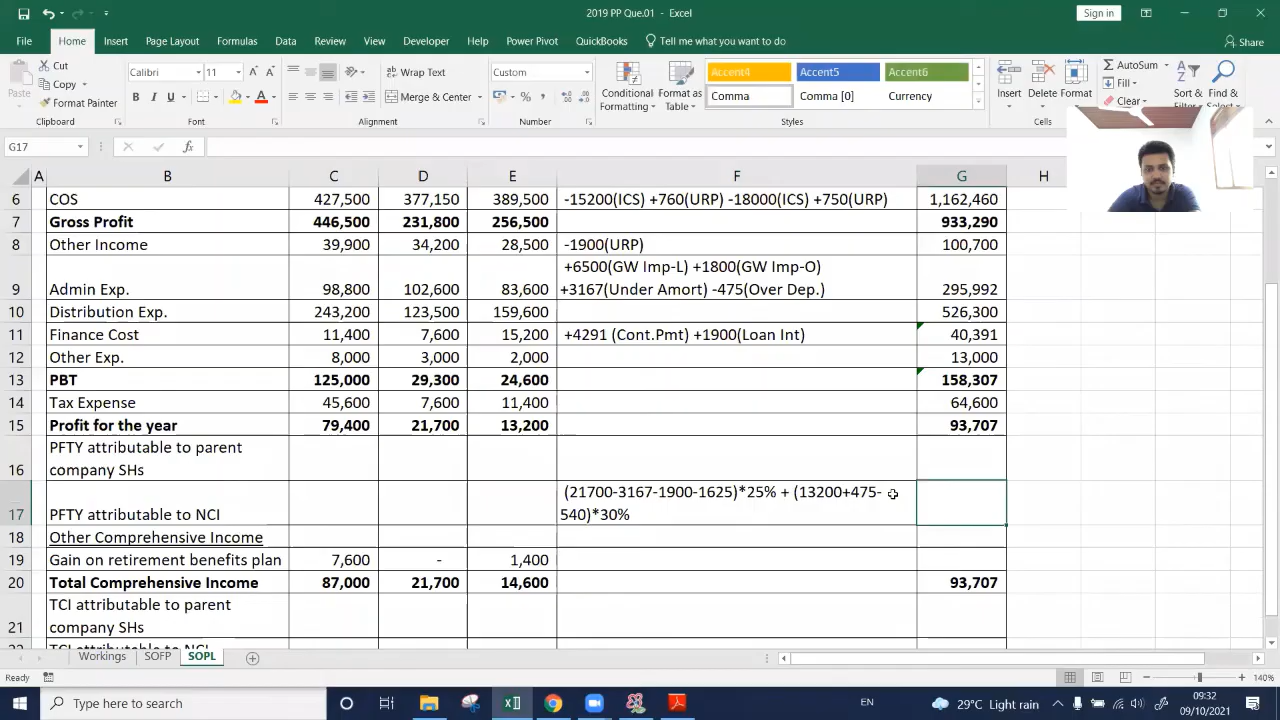 2019 PP Que.01 - Excel
Sign in
File Home Insert Page Layout Formulas Data Review View Developer Help Power Pivot QuickBooks Tell me what you want to do Share
Paste Cut Copy Format Painter
Clipboard
Calibri 11
B I U
Font
Wrap Text
Merge & Center
Alignment
Custom
Number
Conditional Formatting Format as Table
Accent4 Accent5 Accent6
Comma Comma [0] Currency
Styles
Insert Delete Format
Cells
AutoSum
Fill
Clear
Sort & Find &
G17
A B C D E F G H
6 COS 427,500 377,150 389,500 -15200(ICS) +760(URP) -18000(ICS) +750(URP) 1,162,460
7 Gross Profit 446,500 231,800 256,500 933,290
8 Other Income 39,900 34,200 28,500 -1900(URP) 100,700
+6500(GW Imp-L) +1800(GW Imp-O)
9 Admin Exp. 98,800 102,600 83,600 +3167(Under Amort) -475(Over Dep.) 295,992
10 Distribution Exp. 243,200 123,500 159,600 526,300
11 Finance Cost 11,400 7,600 15,200 +4291 (Cont.Pmt) +1900(Loan Int) 40,391
12 Other Exp. 8,000 3,000 2,000 13,000
13 PBT 125,000 29,300 24,600 158,307
14 Tax Expense 45,600 7,600 11,400 64,600
15 Profit for the year 79,400 21,700 13,200 93,707
PFTY attributable to parent
16 company SHs
(21700-3167-1900-1625)*25% + (13200+475-
17 PFTY attributable to NCI 540)*30%
18 Other Comprehensive Income
19 Gain on retirement benefits plan 7,600 - 1,400
20 Total Comprehensive Income 87,000 21,700 14,600 93,707
TCI attributable to parent
21 company SHs
Workings SOFP SOPL
Ready 140%
Type here to search
EN
29°C Light rain
09:32
09/10/2021